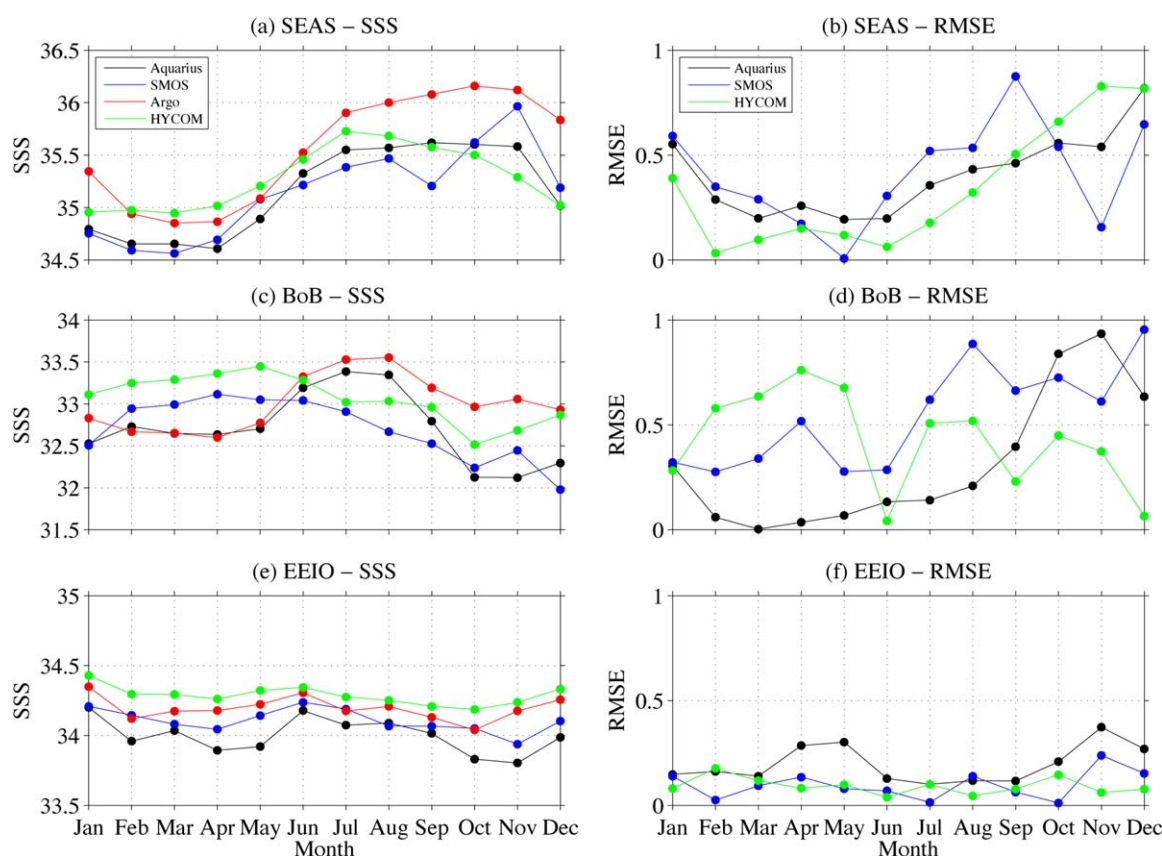 (a) SEAS – SSS
36.5
36
35.5
35
34.5
SSS
Aquarius
SMOS
Argo
HYCOM
(b) SEAS – RMSE
1
0.5
0
RMSE
Aquarius
SMOS
HYCOM
(c) BoB – SSS
34
33.5
33
32.5
32
31.5
SSS
(d) BoB – RMSE
1
0.5
0
RMSE
(e) EEIO – SSS
35
34.5
34
33.5
SSS
Jan Feb Mar Apr May Jun Jul Aug Sep Oct Nov Dec
Month
(f) EEIO – RMSE
1
0.5
0
RMSE
Jan Feb Mar Apr May Jun Jul Aug Sep Oct Nov Dec
Month